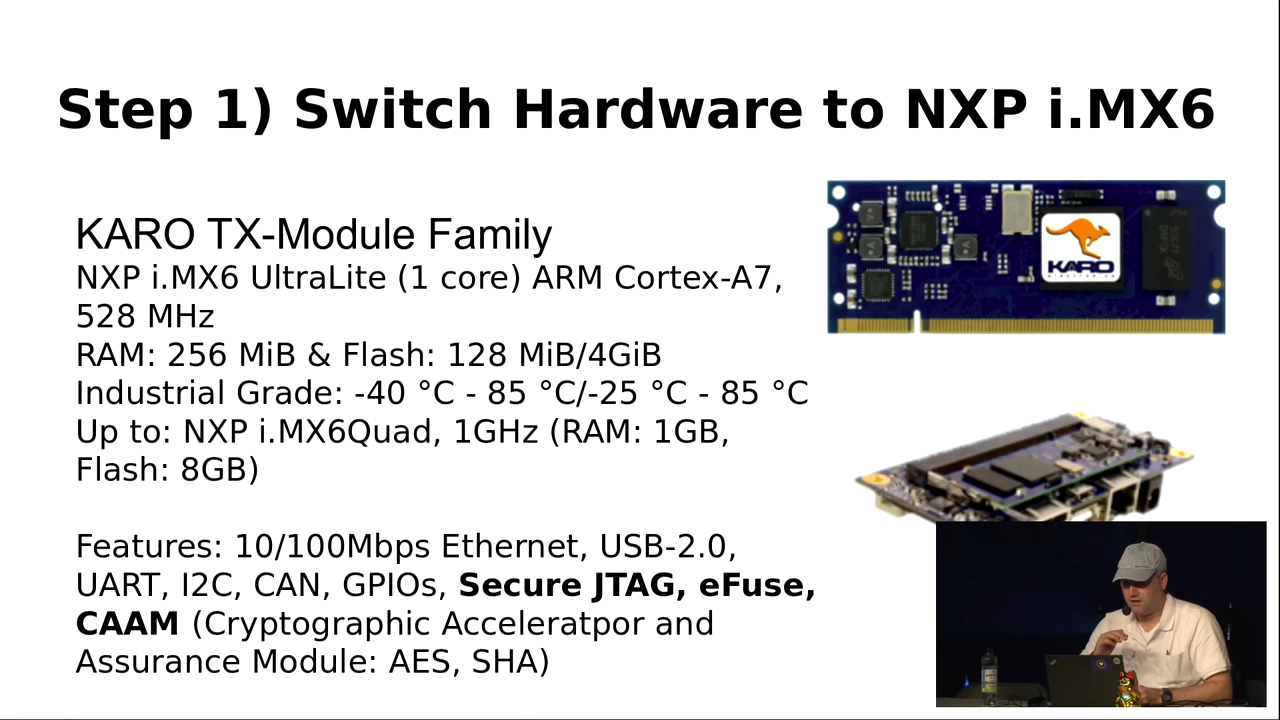 Step 1) Switch Hardware to NXP i.MX6
KARO TX-Module Family
NXP i.MX6 UltraLite (1 core) ARM Cortex-A7,
528 MHz
RAM: 256 MiB & Flash: 128 MiB/4GiB
Industrial Grade: -40 °C - 85 °C/-25 °C - 85 °C
Up to: NXP i.MX6Quad, 1GHz (RAM: 1GB,
Flash: 8GB)
Features: 10/100Mbps Ethernet, USB-2.0,
UART, I2C, CAN, GPIOs, Secure JTAG, eFuse,
CAAM (Cryptographic Acceleratpor and
Assurance Module: AES, SHA)
KARO
electronics